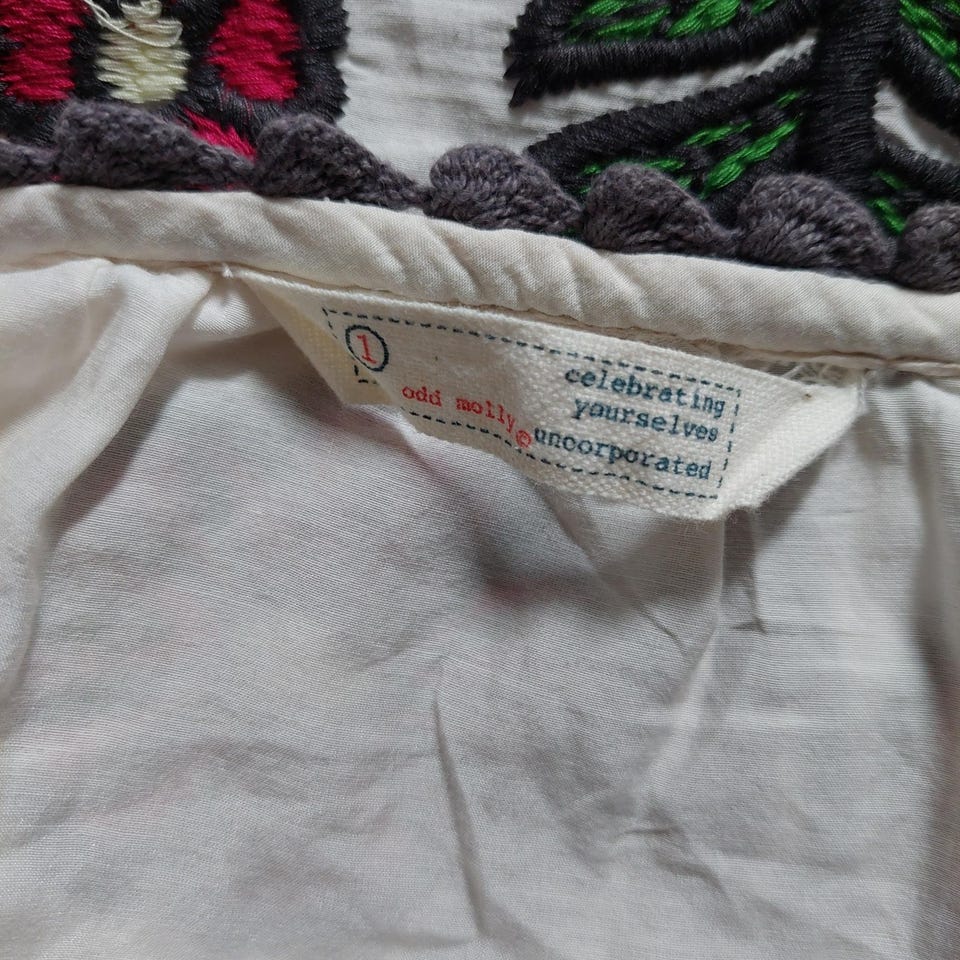 1
celebrating
yourselves
odd molly © uncorporated